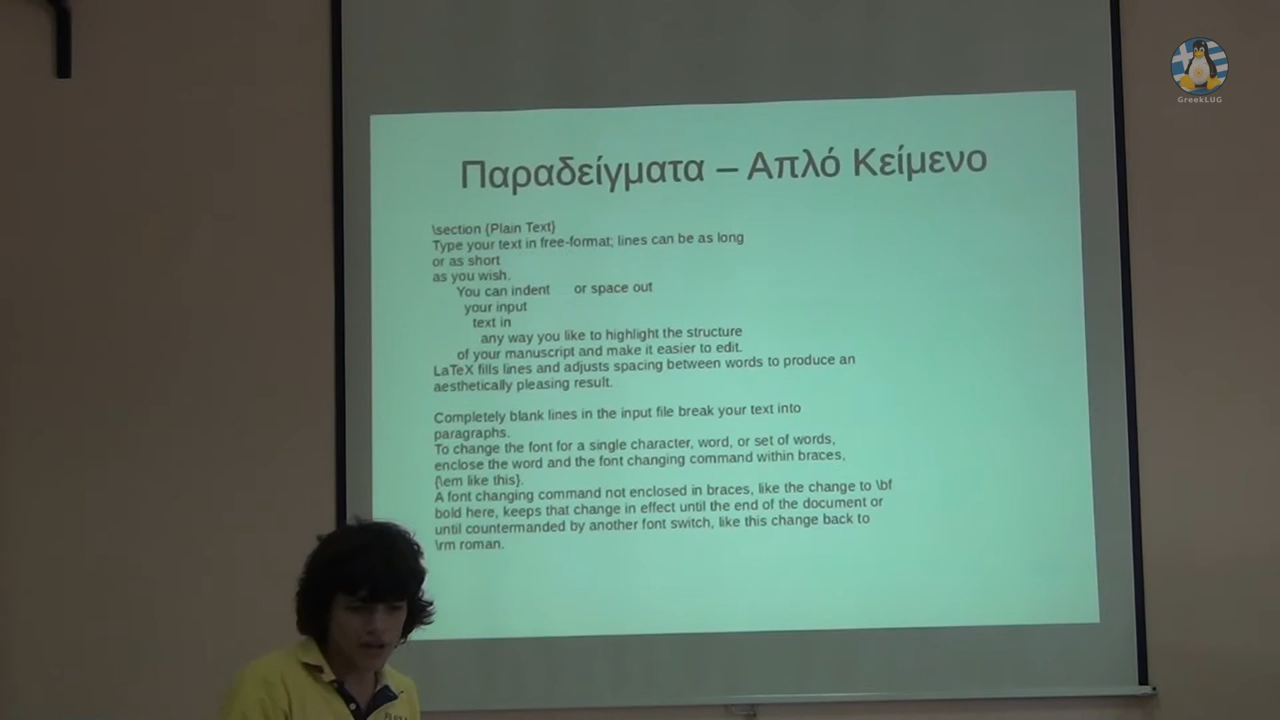 GreekLUG
Παραδείγματα – Απλό Κείμενο
\section {Plain Text}
Type your text in free-format; lines can be as long
or as short
as you wish.
You can indent or space out
your input
text in
any way you like to highlight the structure
of your manuscript and make it easier to edit.
LaTeX fills lines and adjusts spacing between words to produce an
aesthetically pleasing result.
Completely blank lines in the input file break your text into
paragraphs.
To change the font for a single character, word, or set of words,
enclose the word and the font changing command within braces,
{\em like this}.
A font changing command not enclosed in braces, like the change to \bf
bold here, keeps that change in effect until the end of the document or
until countermanded by another font switch, like this change back to
\rm roman.